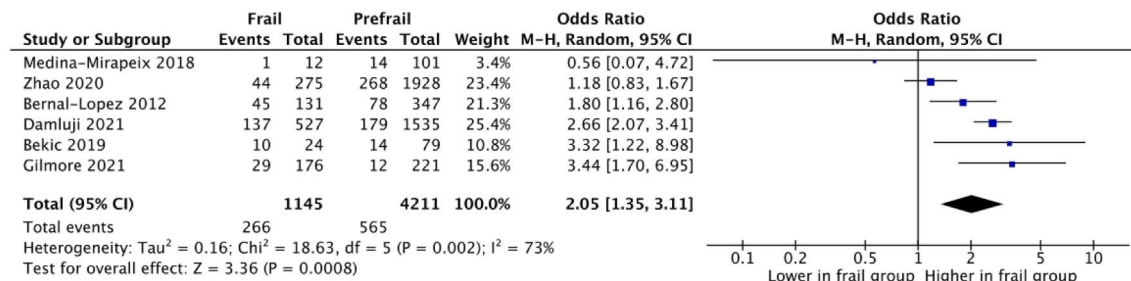 Frail Prefrail Odds Ratio Odds Ratio
Study or Subgroup Events Total Events Total Weight M-H, Random, 95% CI M-H, Random, 95% CI
Medina-Mirapeix 2018 1 12 14 101 3.4% 0.56 [0.07, 4.72]
Zhao 2020 44 275 268 1928 23.4% 1.18 [0.83, 1.67]
Bernal-Lopez 2012 45 131 78 347 21.3% 1.80 [1.16, 2.80]
Damluji 2021 137 527 179 1535 25.4% 2.66 [2.07, 3.41]
Bekic 2019 10 24 14 79 10.8% 3.32 [1.22, 8.98]
Gilmore 2021 29 176 12 221 15.6% 3.44 [1.70, 6.95]
Total (95% CI) 1145 4211 100.0% 2.05 [1.35, 3.11]
Total events 266 565
Heterogeneity: Tau² = 0.16; Chi² = 18.63, df = 5 (P = 0.002); I² = 73%
Test for overall effect: Z = 3.36 (P = 0.0008)
0.1 0.2 0.5 1 2 5 10
Lower in frail group Higher in frail group